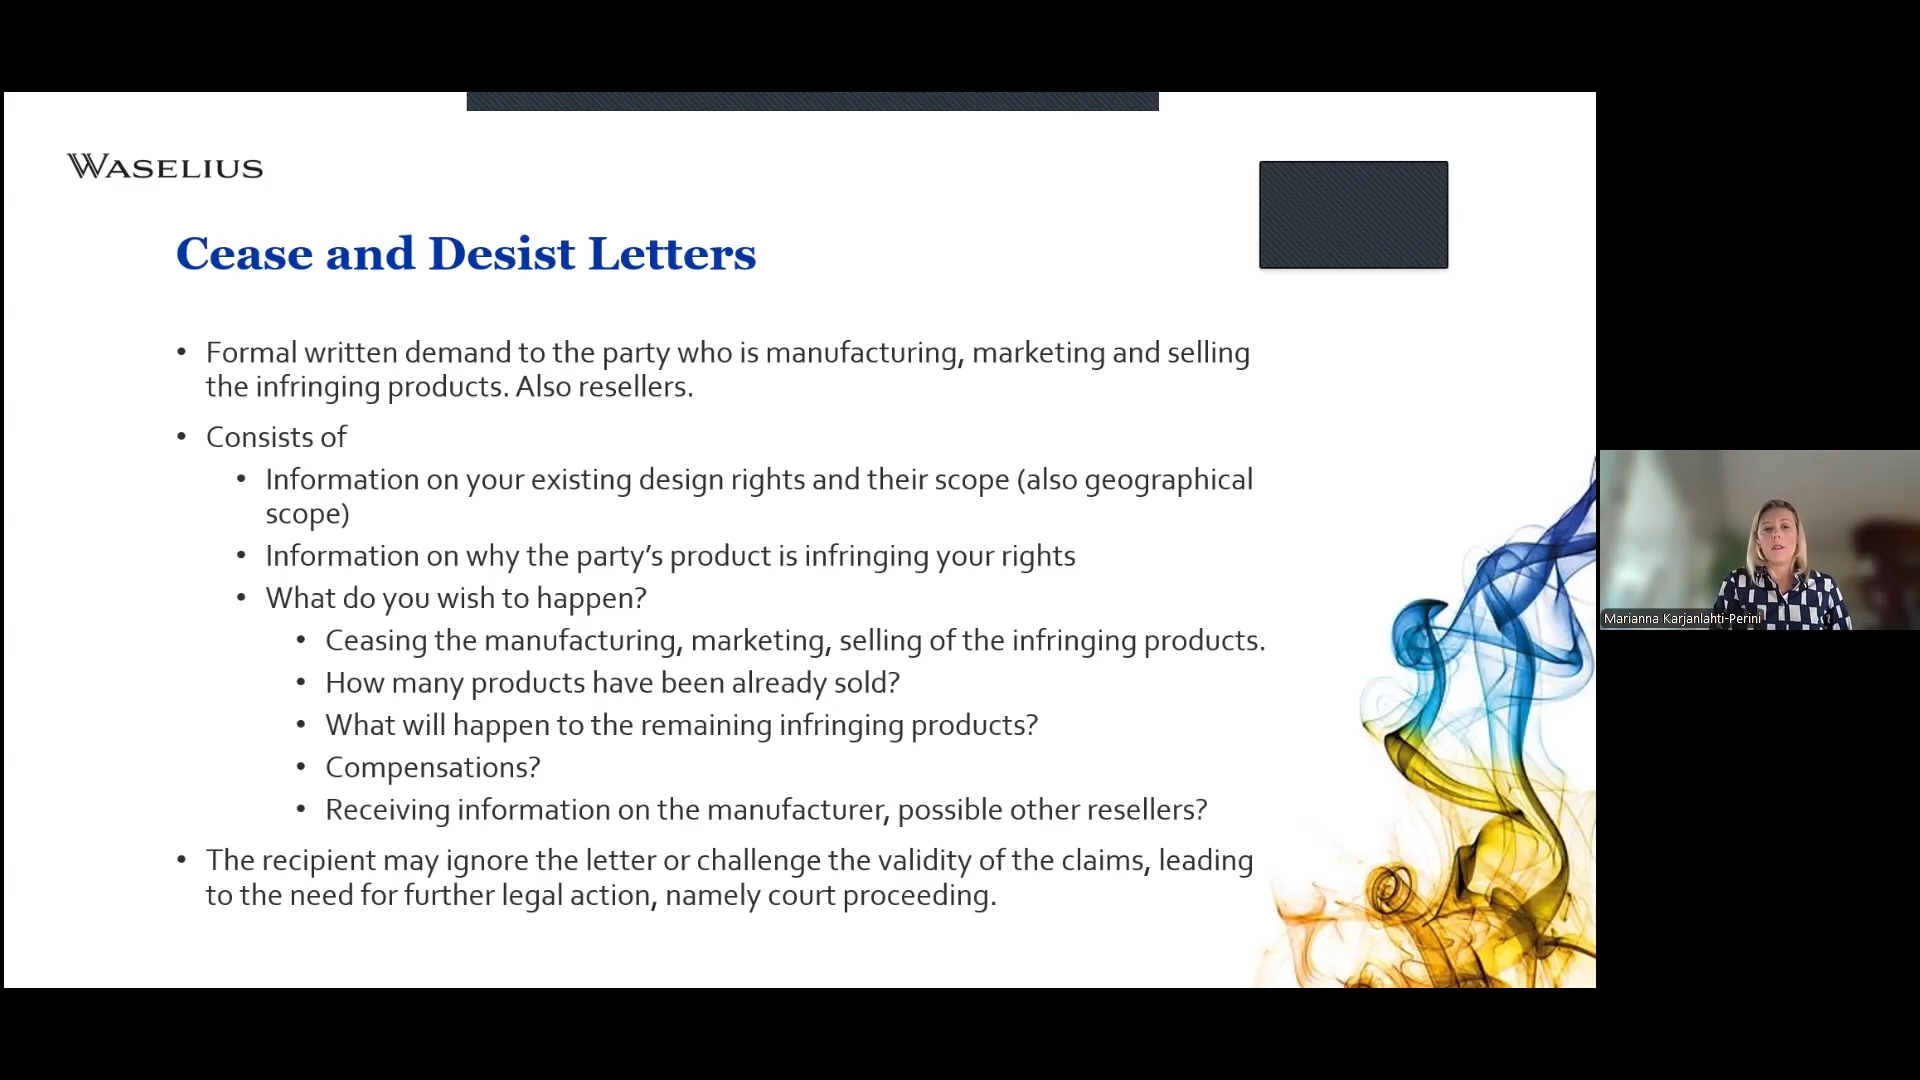 WASELIUS
Cease and Desist Letters
• Formal written demand to the party who is manufacturing, marketing and selling
the infringing products. Also resellers.
• Consists of
• Information on your existing design rights and their scope (also geographical
scope)
• Information on why the party’s product is infringing your rights
• What do you wish to happen?
• Ceasing the manufacturing, marketing, selling of the infringing products.
• How many products have been already sold?
• What will happen to the remaining infringing products?
• Compensations?
• Receiving information on the manufacturer, possible other resellers?
• The recipient may ignore the letter or challenge the validity of the claims, leading
to the need for further legal action, namely court proceeding.
Marianna Karjanlahti-Perini